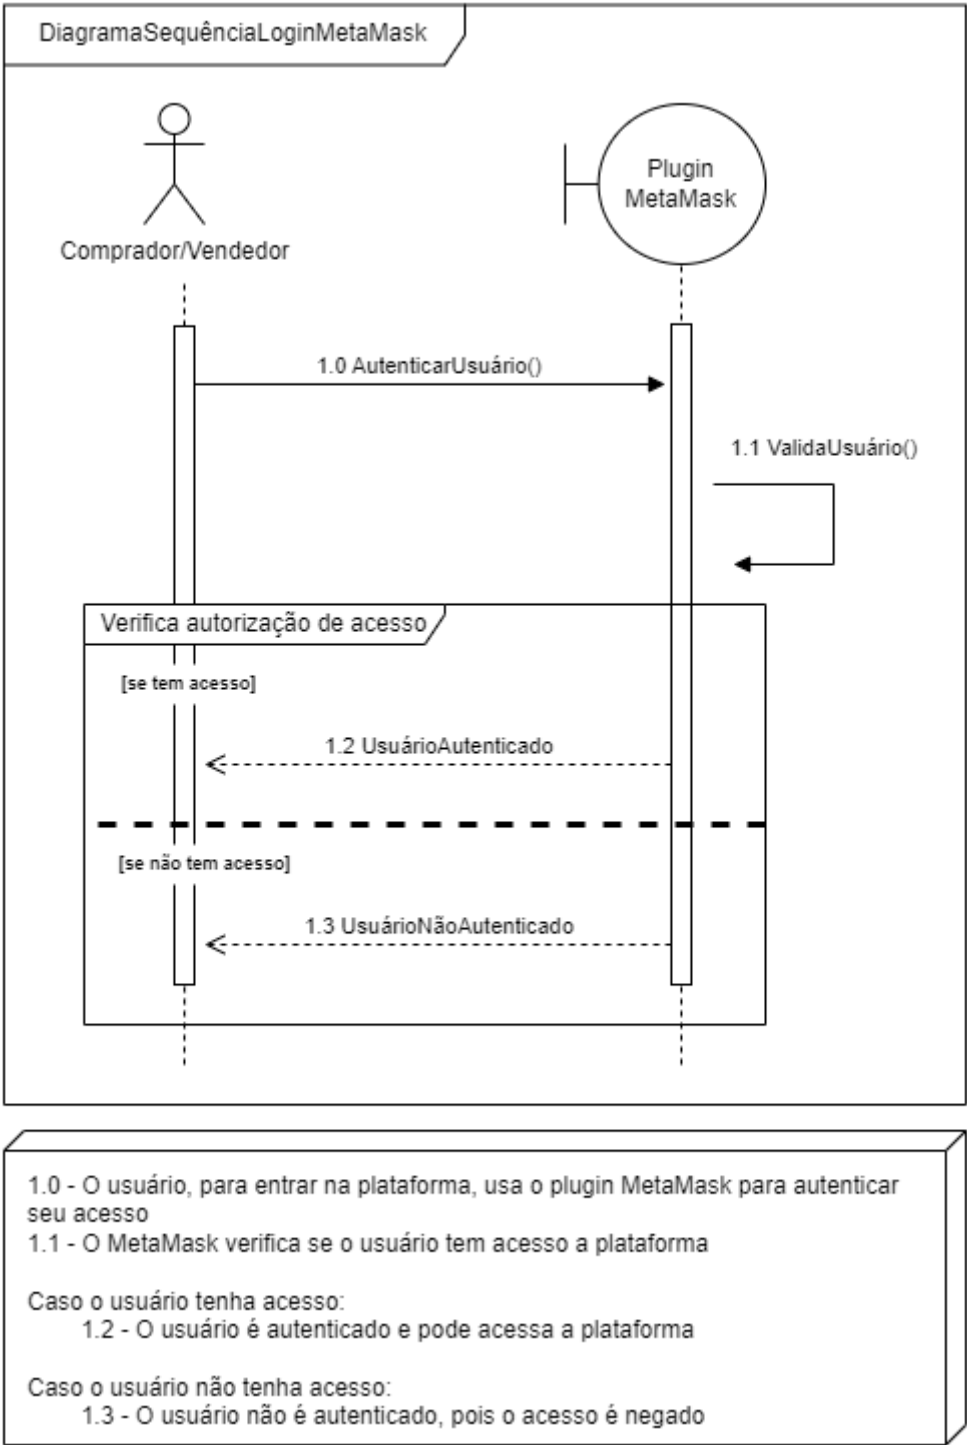 DiagramaSequênciaLoginMetaMask
Comprador/Vendedor
Plugin
MetaMask
1.0 AutenticarUsuário()
1.1 ValidaUsuário()
Verifica autorização de acesso
[se tem acesso]
1.2 UsuárioAutenticado
[se não tem acesso]
1.3 UsuárioNãoAutenticado
1.0 - O usuário, para entrar na plataforma, usa o plugin MetaMask para autenticar
seu acesso
1.1 - O MetaMask verifica se o usuário tem acesso a plataforma
Caso o usuário tenha acesso:
1.2 - O usuário é autenticado e pode acessa a plataforma
Caso o usuário não tenha acesso:
1.3 - O usuário não é autenticado, pois o acesso é negado